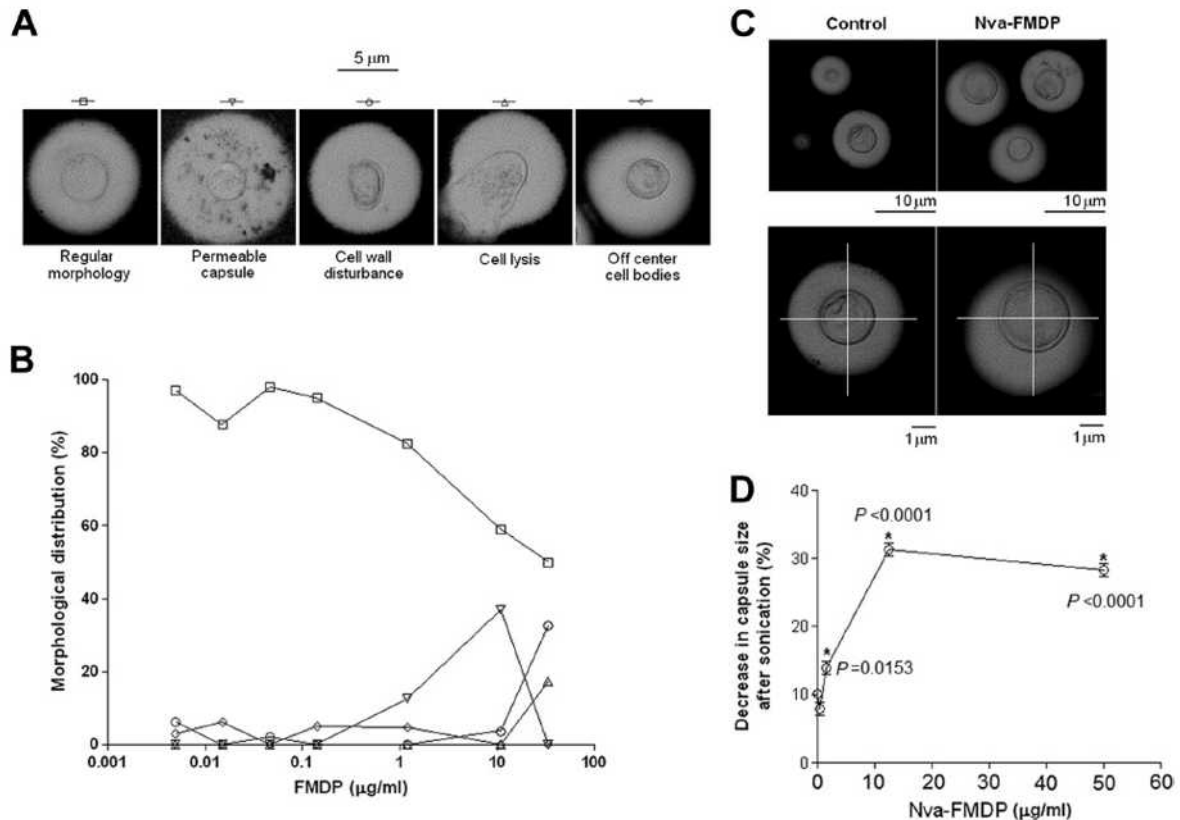 A
5 μm
Regular
morphology
Permeable
capsule
Cell wall
disturbance
Cell lysis
Off center
cell bodies
B
Morphological distribution (%)
100
80
60
40
20
0
0.001
0.01
0.1
1
10
100
FMDP (μg/ml)
C
Control
Nva-FMDP
10 μm
10 μm
1 μm
1 μm
D
Decrease in capsule size
after sonication (%)
40
30
20
10
0
P <0.0001
*
*
P <0.0001
*
P =0.0153
0
10
20
30
40
50
60
Nva-FMDP (μg/ml)